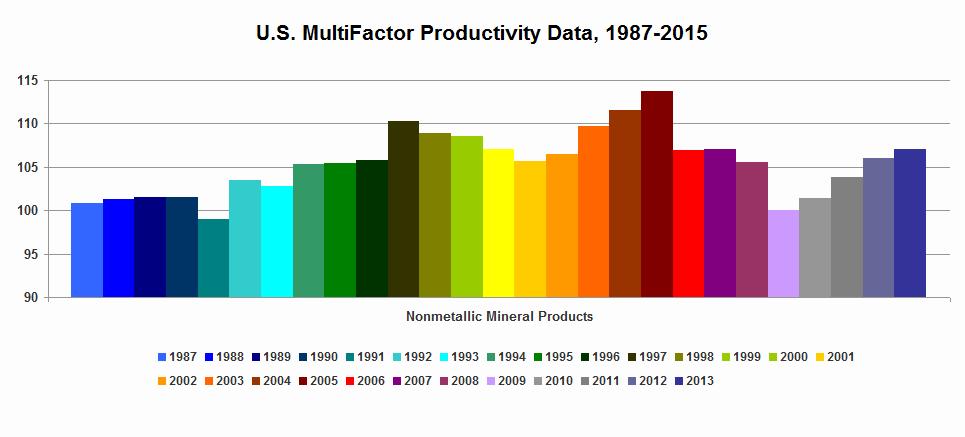 U.S. MultiFactor Productivity Data, 1987-2015
115
110
105
100
95
90
Nonmetallic Mineral Products
1987 1988 1989 1990 1991 1992 1993 1994 1995 1996 1997 1998 1999 2000 2001
2002 2003 2004 2005 2006 2007 2008 2009 2010 2011 2012 2013